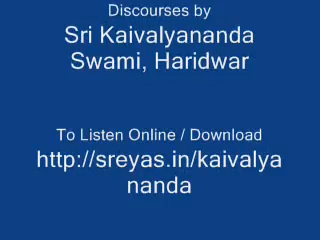 Discourses by
Sri Kaivalyananda
Swami, Haridwar
To Listen Online / Download
http://sreyas.in/kaivalya
nanda